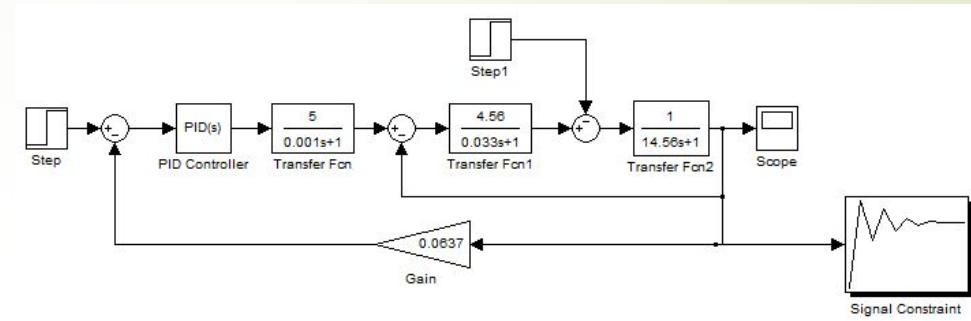 Step1
Step
+
−
PID(s)
PID Controller
5
0.001s+1
Transfer Fcn
+
−
4.56
0.033s+1
Transfer Fcn1
−
+
1
14.56s+1
Transfer Fcn2
Scope
0.0637
Gain
Signal Constraint